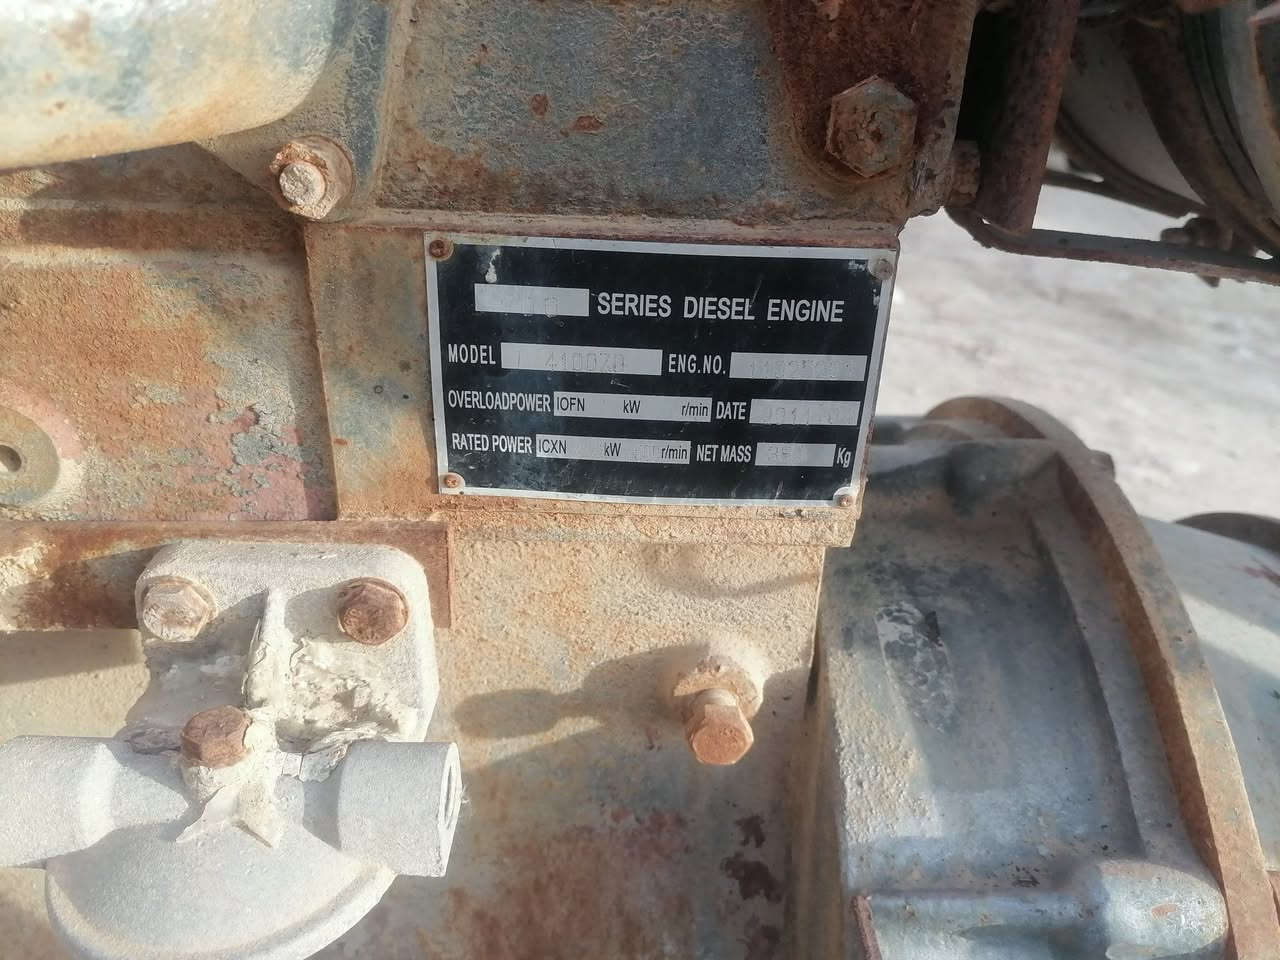 SERIES DIESEL ENGINE
MODEL 4100ZD ENG.NO.
OVERLOADPOWER IOFN kW r/min DATE
RATED POWER ICXN kW r/min NET MASS Kg